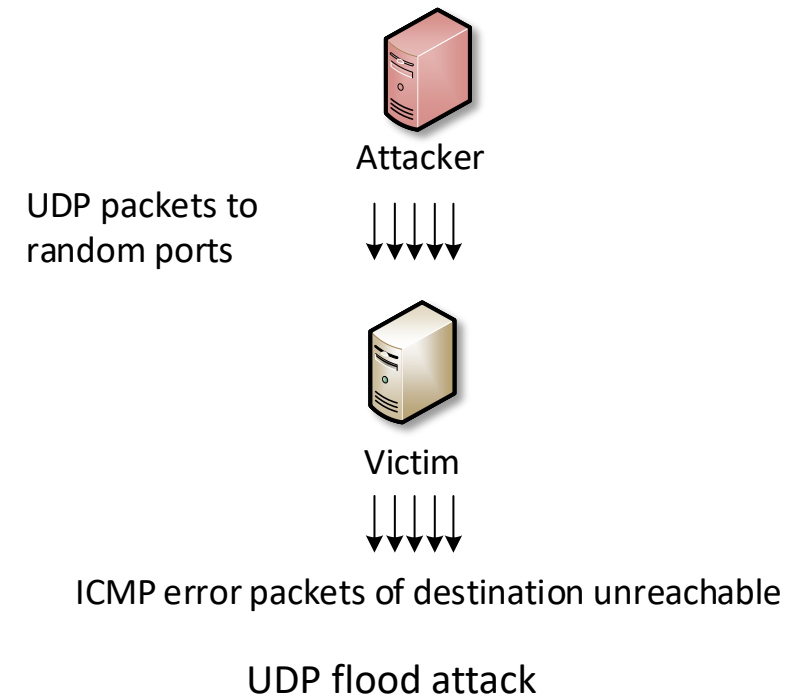 Attacker
UDP packets to
random ports
Victim
ICMP error packets of destination unreachable
UDP flood attack